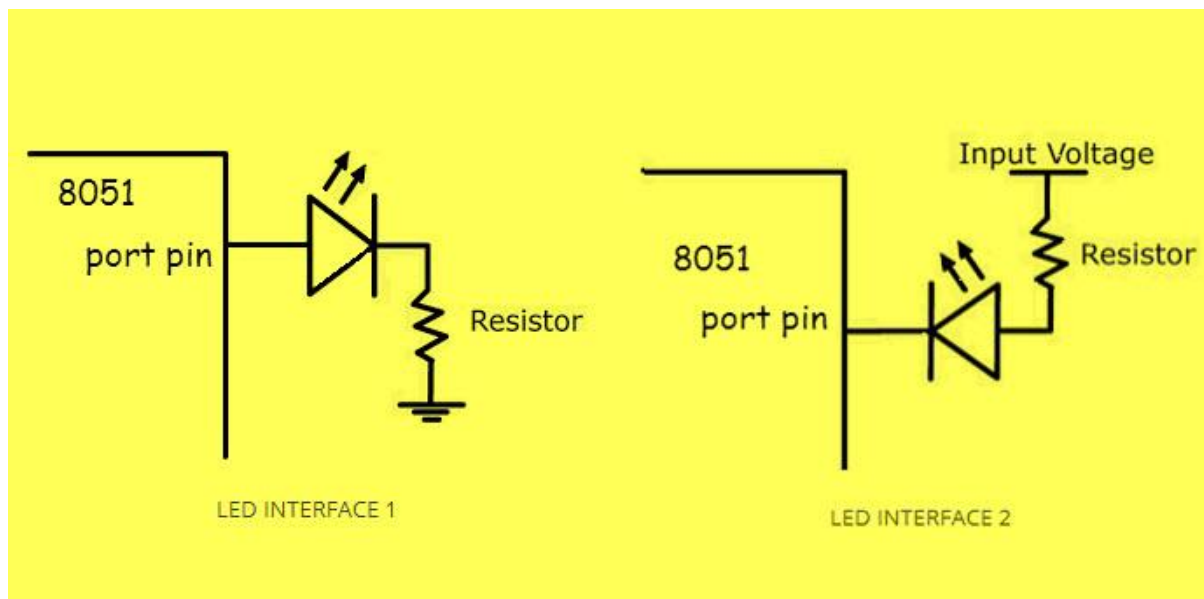 8051
port pin
Resistor
LED INTERFACE 1
Input Voltage
Resistor
8051
port pin
LED INTERFACE 2